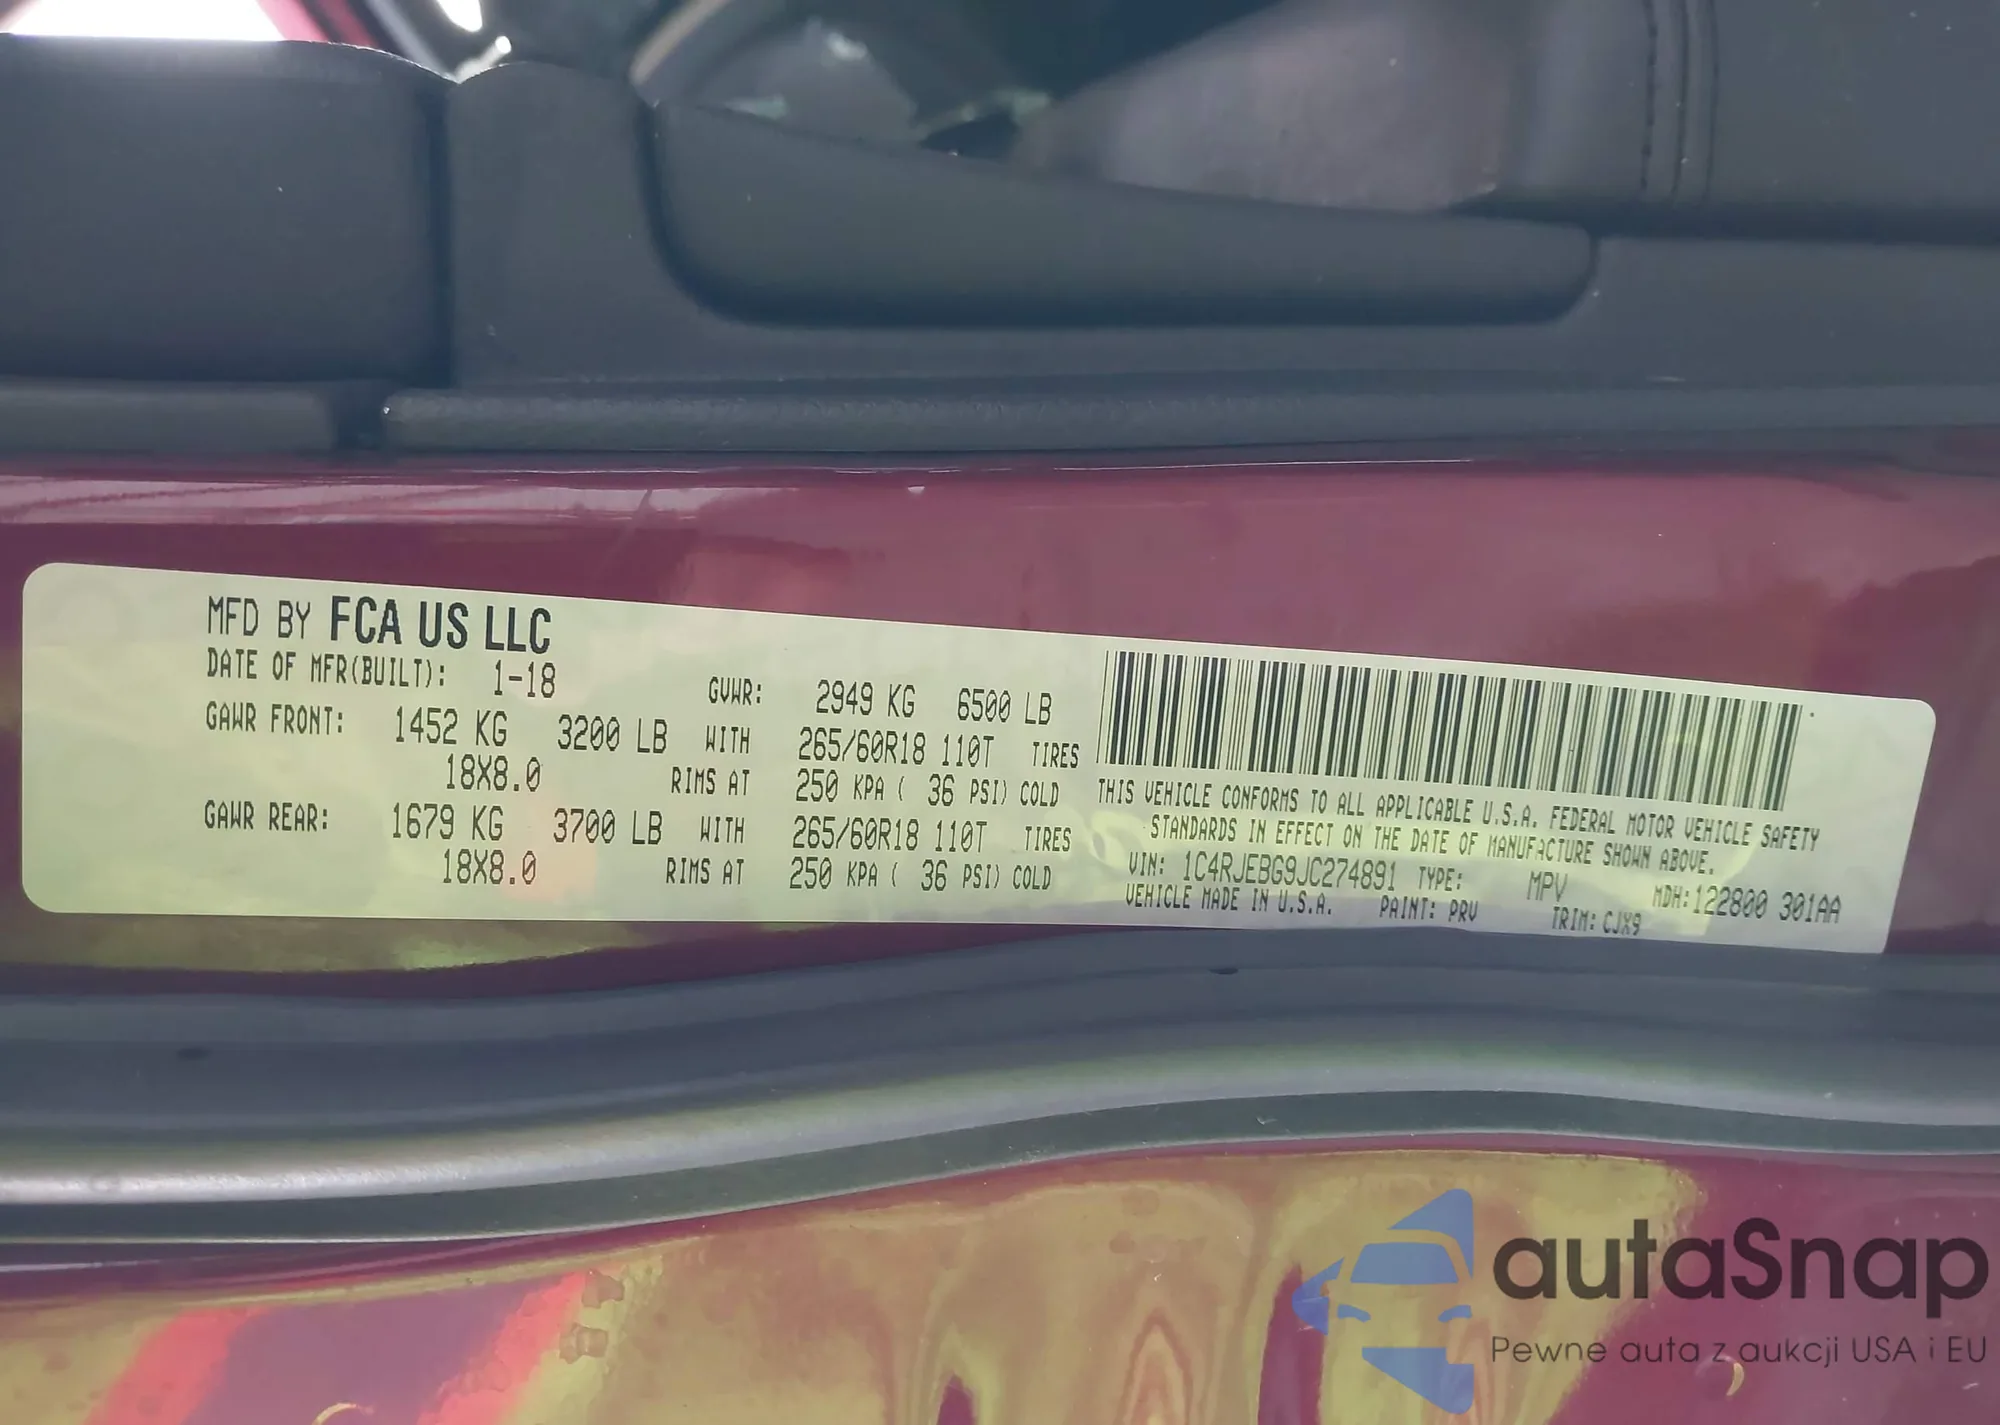 MFD BY FCA US LLC
DATE OF MFR(BUILT): 1-18 GVWR: 2949 KG 6500 LB
GAWR FRONT: 1452 KG 3200 LB WITH 265/60R18 110T TIRES
18X8.0 RIMS AT 250 KPA ( 36 PSI) COLD
GAWR REAR: 1679 KG 3700 LB WITH 265/60R18 110T TIRES
18X8.0 RIMS AT 250 KPA ( 36 PSI) COLD
THIS VEHICLE CONFORMS TO ALL APPLICABLE U.S.A. FEDERAL MOTOR VEHICLE SAFETY
STANDARDS IN EFFECT ON THE DATE OF MANUFACTURE SHOWN ABOVE.
VIN: 1C4RJEBG9JC274891 TYPE: MPV MDH: 122800 301AA
VEHICLE MADE IN U.S.A. PAINT: PRV TRIM: CJX9
autaSnap
Pewne auta z aukcji USA i EU